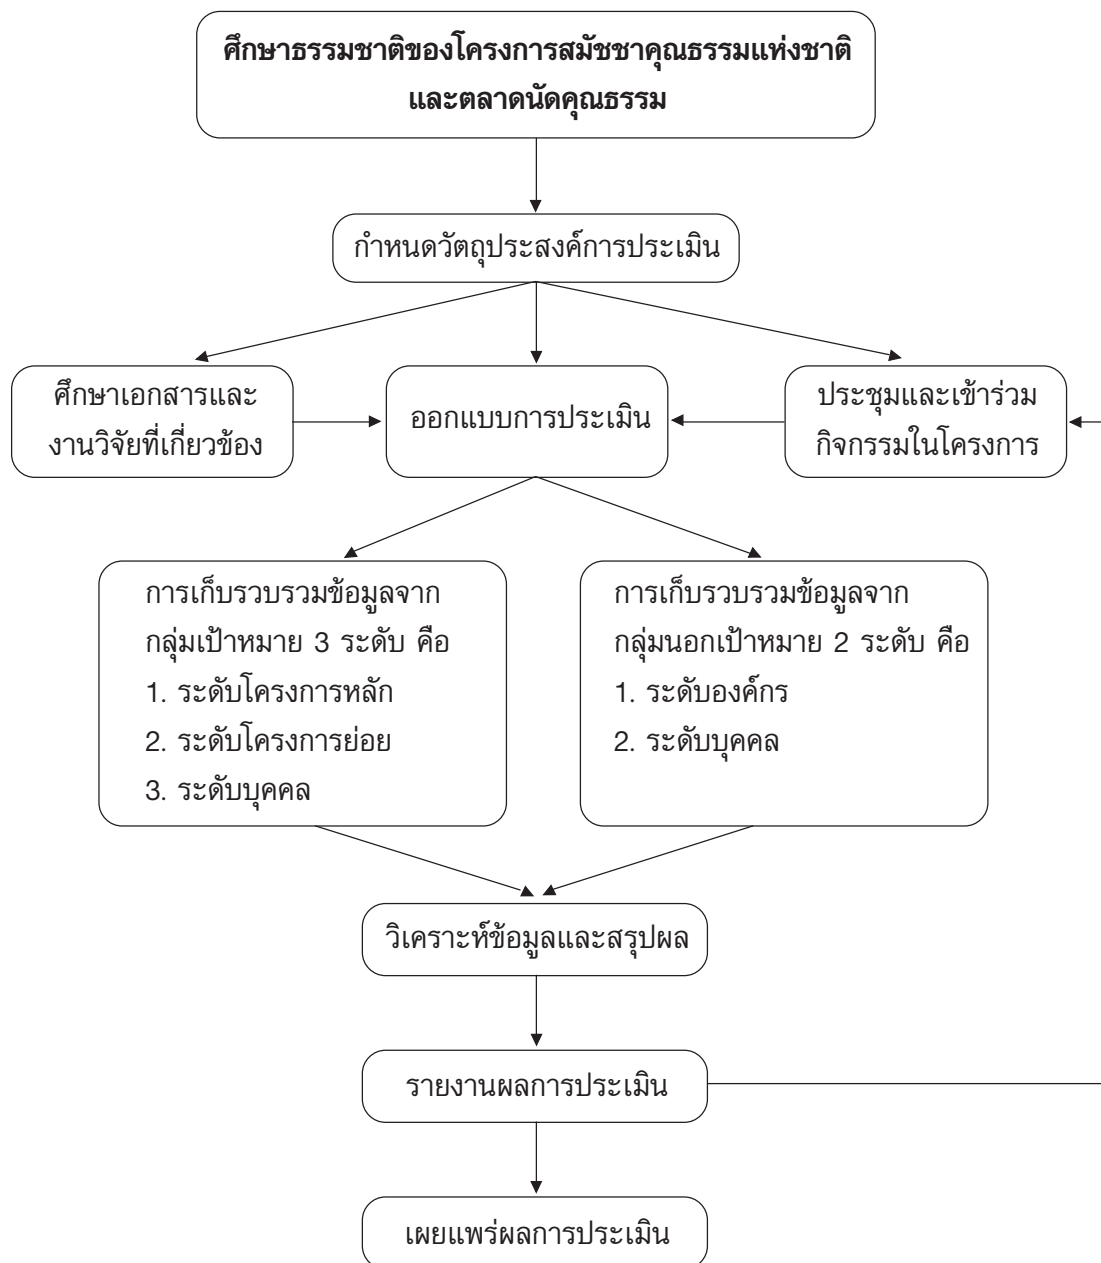 ศึกษาธรรมชาติของโครงการสมัชชาคุณธรรมแห่งชาติ
และตลาดนัดคุณธรรม
กำหนดวัตถุประสงค์การประเมิน
ศึกษาเอกสารและ
งานวิจัยที่เกี่ยวข้อง
ออกแบบการประเมิน
ประชุมและเข้าร่วม
กิจกรรมในโครงการ
การเก็บรวบรวมข้อมูลจาก
กลุ่มเป้าหมาย 3 ระดับ คือ
1. ระดับโครงการหลัก
2. ระดับโครงการย่อย
3. ระดับบุคคล
การเก็บรวบรวมข้อมูลจาก
กลุ่มนอกเป้าหมาย 2 ระดับ คือ
1. ระดับองค์กร
2. ระดับบุคคล
วิเคราะห์ข้อมูลและสรุปผล
รายงานผลการประเมิน
เผยแพร่ผลการประเมิน